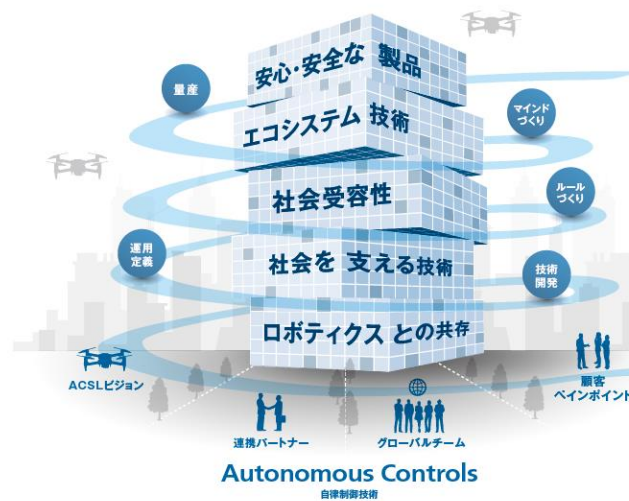 安心・安全な 製品
量産
エコシステム 技術
マインド
づくり
社会受容性
ルール
づくり
運用
定義
社会を 支える技術
技術
開発
ロボティクス との共存
ACSLビジョン
顧客
ペインポイント
連携パートナー
グローバルチーム
Autonomous Controls
自律制御技術